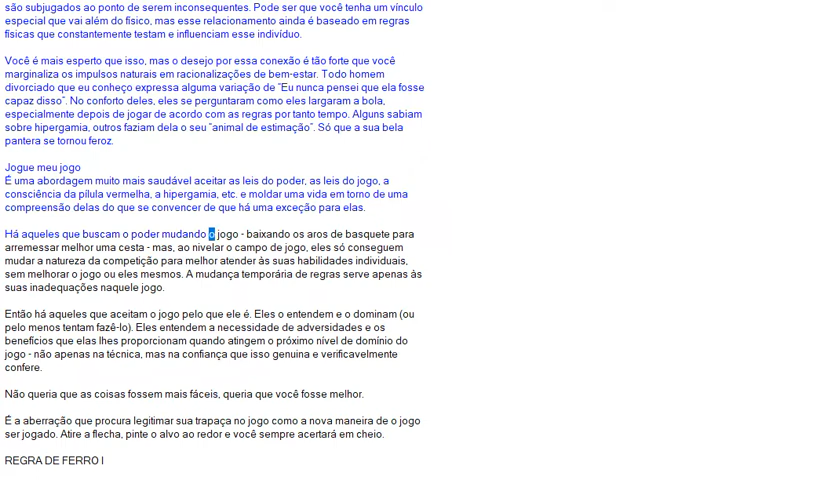 são subjugados ao ponto de serem inconsequentes. Pode ser que você tenha um vínculo
especial que vai além do físico, mas esse relacionamento ainda é baseado em regras
físicas que constantemente testam e influenciam esse indivíduo.
Você é mais esperto que isso, mas o desejo por essa conexão é tão forte que você
marginaliza os impulsos naturais em racionalizações de bem-estar. Todo homem
divorciado que eu conheço expressa alguma variação de "Eu nunca pensei que ela fosse
capaz disso". No conforto deles, eles se perguntaram como eles largaram a bola,
especialmente depois de jogar de acordo com as regras por tanto tempo. Alguns sabiam
sobre hipergamia, outros faziam dela o seu "animal de estimação". Só que a sua bela
pantera se tornou feroz.
Jogue meu jogo
É uma abordagem muito mais saudável aceitar as leis do poder, as leis do jogo, a
consciência da pílula vermelha, a hipergamia, etc. e moldar uma vida em torno de uma
compreensão delas do que se convencer de que há uma exceção para elas.
Há aqueles que buscam o poder mudando o jogo - baixando os aros de basquete para
arremessar melhor uma cesta - mas, ao nivelar o campo de jogo, eles só conseguem
mudar a natureza da competição para melhor atender às suas habilidades individuais,
sem melhorar o jogo ou eles mesmos. A mudança temporária de regras serve apenas às
suas inadequações naquele jogo.
Então há aqueles que aceitam o jogo pelo que ele é. Eles o entendem e o dominam (ou
pelo menos tentam fazê-lo). Eles entendem a necessidade de adversidades e os
benefícios que elas lhes proporcionam quando atingem o próximo nível de domínio do
jogo - não apenas na técnica, mas na confiança que isso genuina e verificavelmente
confere.
Não queria que as coisas fossem mais fáceis, queria que você fosse melhor.
É a aberração que procura legitimar sua trapaça no jogo como a nova maneira de o jogo
ser jogado. Atire a flecha, pinte o alvo ao redor e você sempre acertará em cheio.
REGRA DE FERRO I